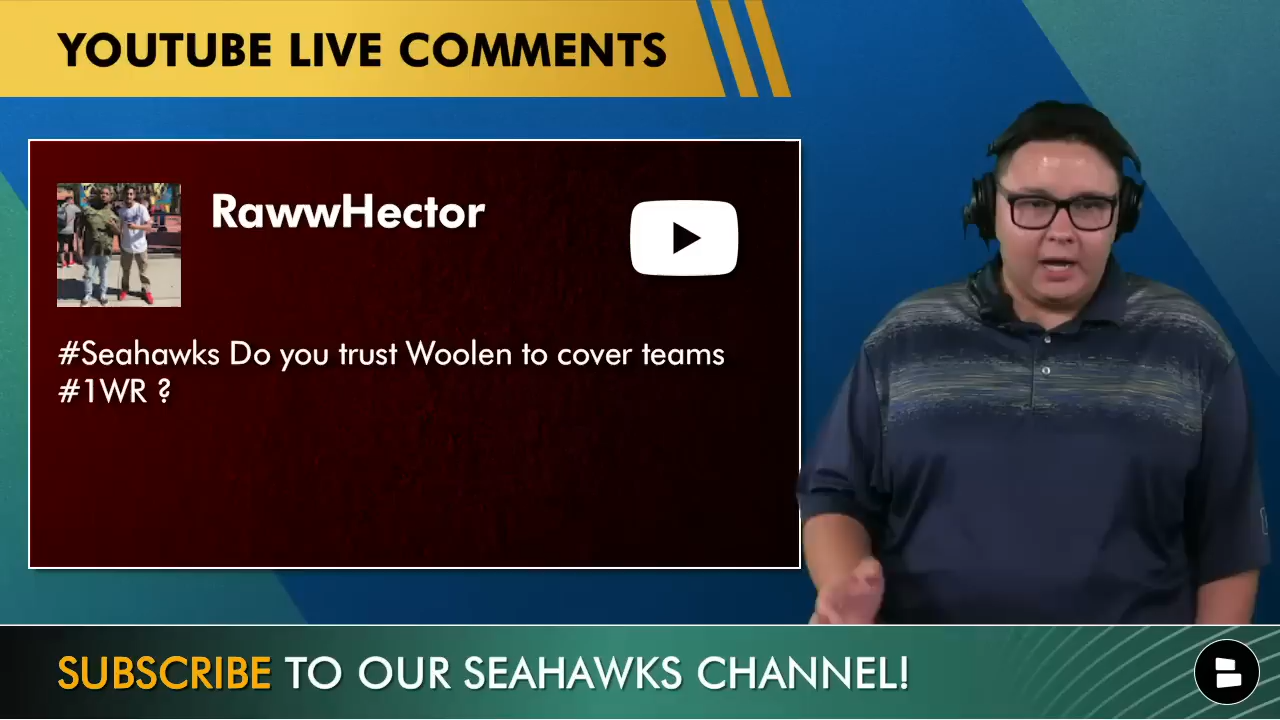 YOUTUBE LIVE COMMENTS
RawwHector
#Seahawks Do you trust Woolen to cover teams
#1WR ?
SUBSCRIBE TO OUR SEAHAWKS CHANNEL!